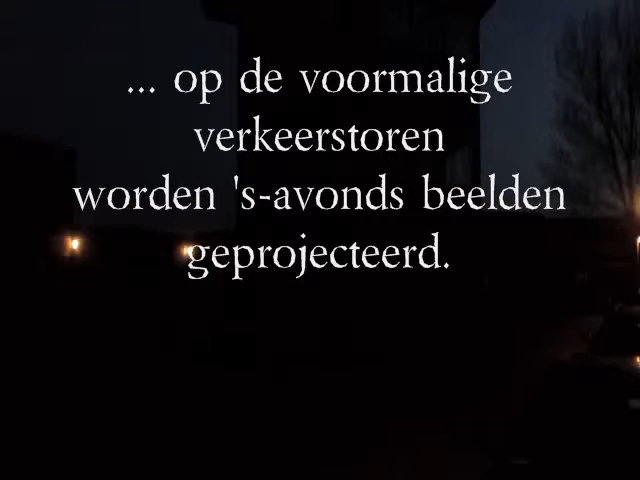 ... op de voormalige
verkeerstoren
worden 's-avonds beelden
geprojecteerd.